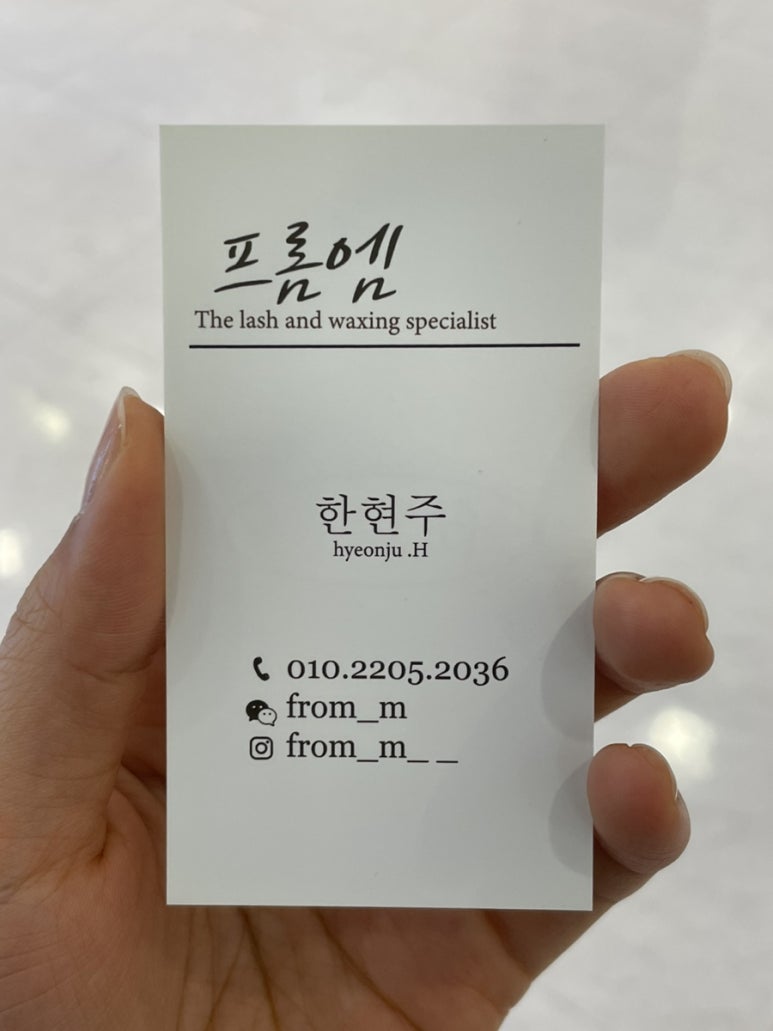 프롬엠
The lash and waxing specialist
한현주
hyeonju .H
010.2205.2036
from_m
from_m_ _